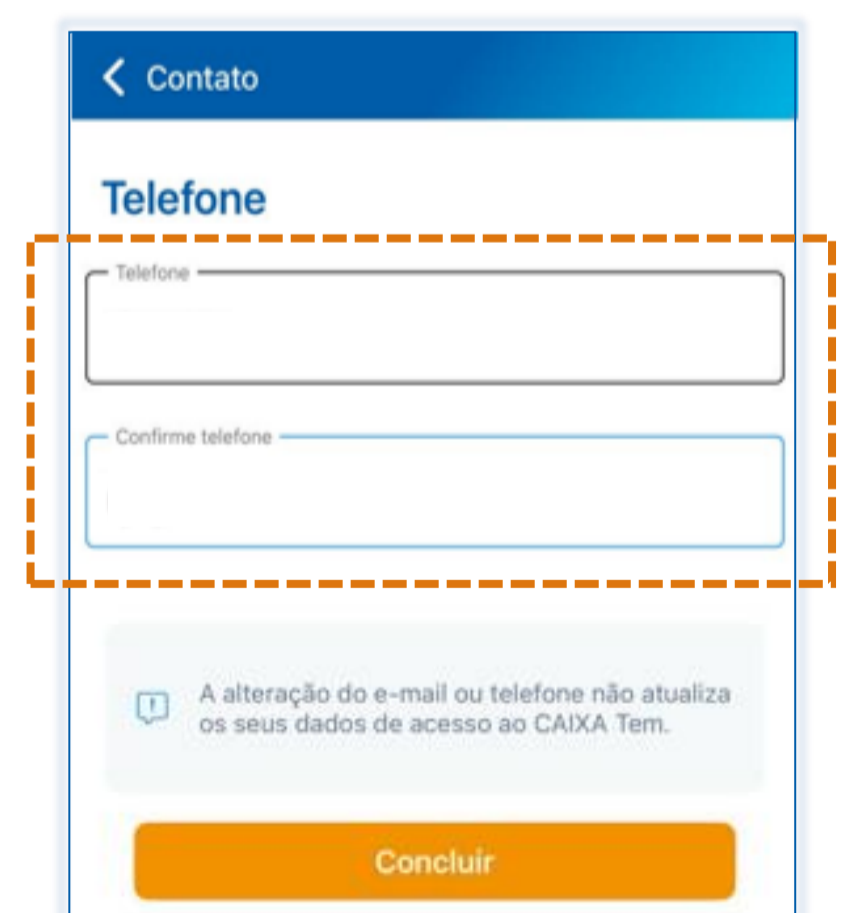 Contato
Telefone
Telefone
Confirme telefone
A alteração do e-mail ou telefone não atualiza
os seus dados de acesso ao CAIXA Tem.
Concluir